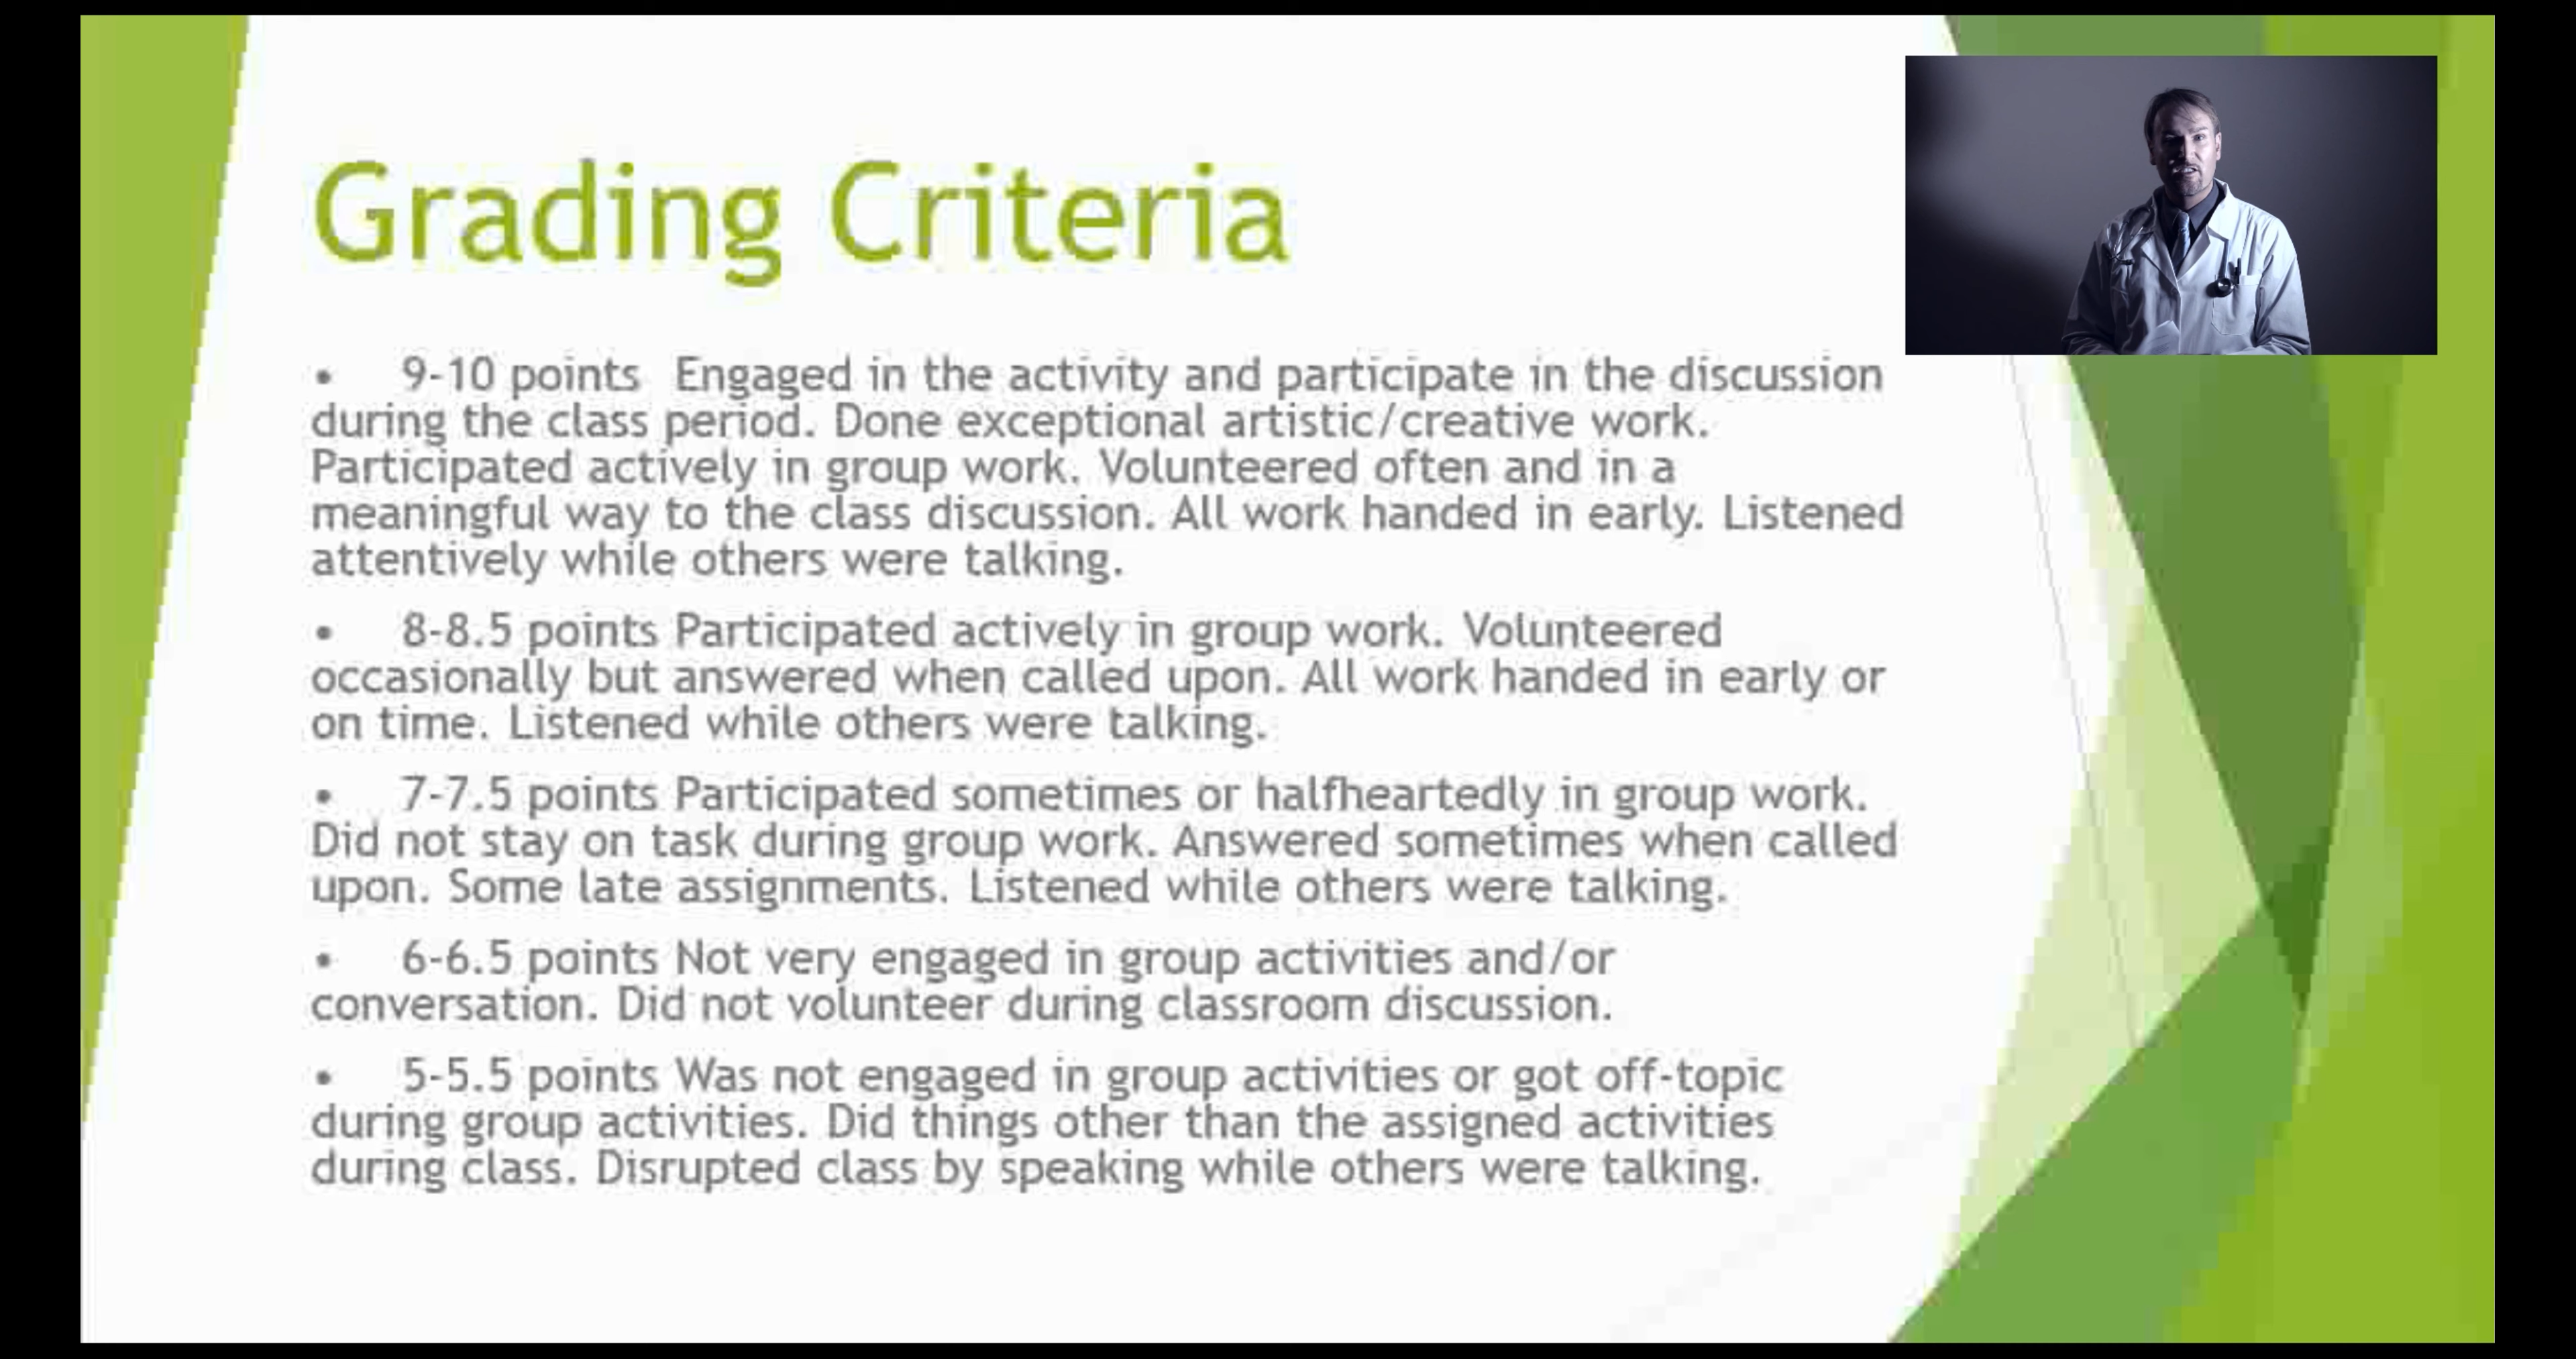 Grading Criteria
• 9-10 points Engaged in the activity and participate in the discussion
during the class period. Done exceptional artistic/creative work.
Participated actively in group work. Volunteered often and in a
meaningful way to the class discussion. All work handed in early. Listened
attentively while others were talking.
• 8-8.5 points Participated actively in group work. Volunteered
occasionally but answered when called upon. All work handed in early or
on time. Listened while others were talking.
• 7-7.5 points Participated sometimes or halfheartedly in group work.
Did not stay on task during group work. Answered sometimes when called
upon. Some late assignments. Listened while others were talking.
• 6-6.5 points Not very engaged in group activities and/or
conversation. Did not volunteer during classroom discussion.
• 5-5.5 points Was not engaged in group activities or got off-topic
during group activities. Did things other than the assigned activities
during class. Disrupted class by speaking while others were talking.